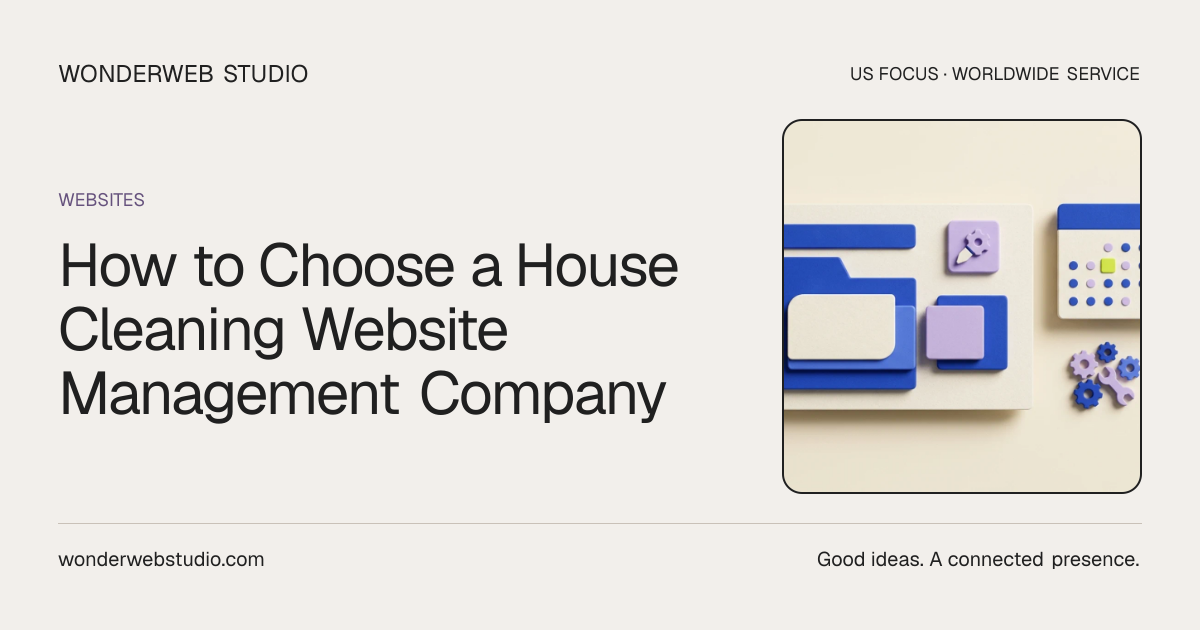 WONDERWEB STUDIO
US FOCUS · WORLDWIDE SERVICE
WEBSITES
How to Choose a House
Cleaning Website
Management Company
wonderwebstudio.com
Good ideas. A connected presence.